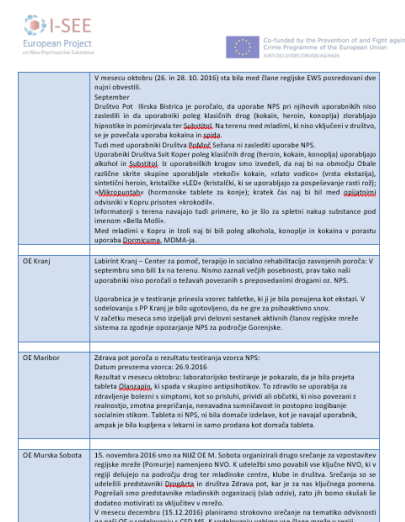 I-SEE
European Project
on New Psychoactive Substances
Co-funded by the Prevention of and Fight against
Crime Programme of the European Union
V mesecu oktobru (26. in 28. 10. 2016) sta bila med člane regijske EWS posredovani dve
nujni obvestili.
September
Društvo Pot Ilirska Bistrica je poročalo, da uporabe NPS pri njihovih uporabnikih niso
zasledili in da uporabniki poleg klasičnih drog (kokain, heroin, konoplja) zlorabljajo
hipnotike in pomirjevala ter Substitol. Na terenu med mladimi, ki niso vključeni v društvo,
se je povečala uporaba kokaina in spida.
Tudi med uporabniki Društva PoMoč Sežana ni zaslediti uporabe NPS.
Uporabniki Društva Svit Koper poleg klasičnih drog (heroin, kokain, konoplja) uporabljajo
alkohol in Substitol. Iz uporabniških krogov smo izvedeli, da naj bi na območju Obale
različne skrite skupine uporabljale »tekoči« kokain, »zlato vodico« (vrsta ekstazija),
sintetični heroin, kristalčke »LED« (kristalčki, ki se uporabljajo za pospeševanje rasti rož);
»Mikropuntah« (hormonske tablete za konje); kratek čas naj bi bil med opijatnimi
odvisniki v Kopru prisoten »krokodil«.
Informatorji s terena navajajo tudi primere, ko je šlo za spletni nakup substance pod
imenom »Bella Molli«.
Med mladimi v Kopru in Izoli naj bi bili poleg alkohola, konoplje in kokaina v porastu
uporaba Dormicuma, MDMA-ja.
OE Kranj
Labirint Kranj – Center za pomoč, terapijo in socialno rehabilitacijo zasvojenih poroča: V
septembru smo bili 1x na terenu. Nismo zaznali večjih posebnosti, prav tako naši
uporabniki niso poročali o težavah povezanih s prepovedanimi drogami oz. NPS.
Uporabnica je v testiranje prinesla vzorec tabletke, ki ji je bila ponujena kot ekstazi. V
sodelovanju s PP Kranj je bilo ugotovljeno, da ne gre za psihoaktivno snov.
V začetku meseca smo izpeljali prvi delovni sestanek aktivnih članov regijske mreže
sistema za zgodnje opozarjanje NPS za področje Gorenjske.
OE Maribor
Zdrava pot poroča o rezultatu testiranja vzorca NPS:
Datum prevzema vzorca: 26.9.2016
Rezultat v mesecu oktobru: laboratorijsko testiranje je pokazalo, da je bila prejeta
tableta Olanzapin, ki spada v skupino antipsihotikov. To zdravilo se uporablja za
zdravljenje bolezni s simptomi, kot so prisluhi, prividi ali občutki, ki niso povezani z
realnostjo, zmotna prepričanja, nenavadna sumničavost in postopno izogibanje
socialnim stikom. Tableta ni NPS, ni bila domače izdelave, kot je navajal uporabnik,
ampak je bila kupljena v lekarni in samo prodana kot domača tableta.
OE Murska Sobota
15. novembra 2016 smo na NIJZ OE M. Sobota organizirali drugo srečanje za vzpostavitev
regijske mreže (Pomurje) namenjeno NVO. K udeležbi smo povabili vse ključne NVO, ki v
regiji delujejo na področju drog ter mladinske centre, klube in društva. Srečanja so se
udeležili predstavniki DrogArta in društva Zdrava pot, kar je za nas ključnega pomena.
Pogrešali smo predstavnike mladinskih organizacij (slab odziv), zato jih bomo skušali še
dodatno motivirati za vključitev v mrežo.
V mesecu decembru (15.12.2016) planiramo strokovno srečanje na tematiko odvisnosti